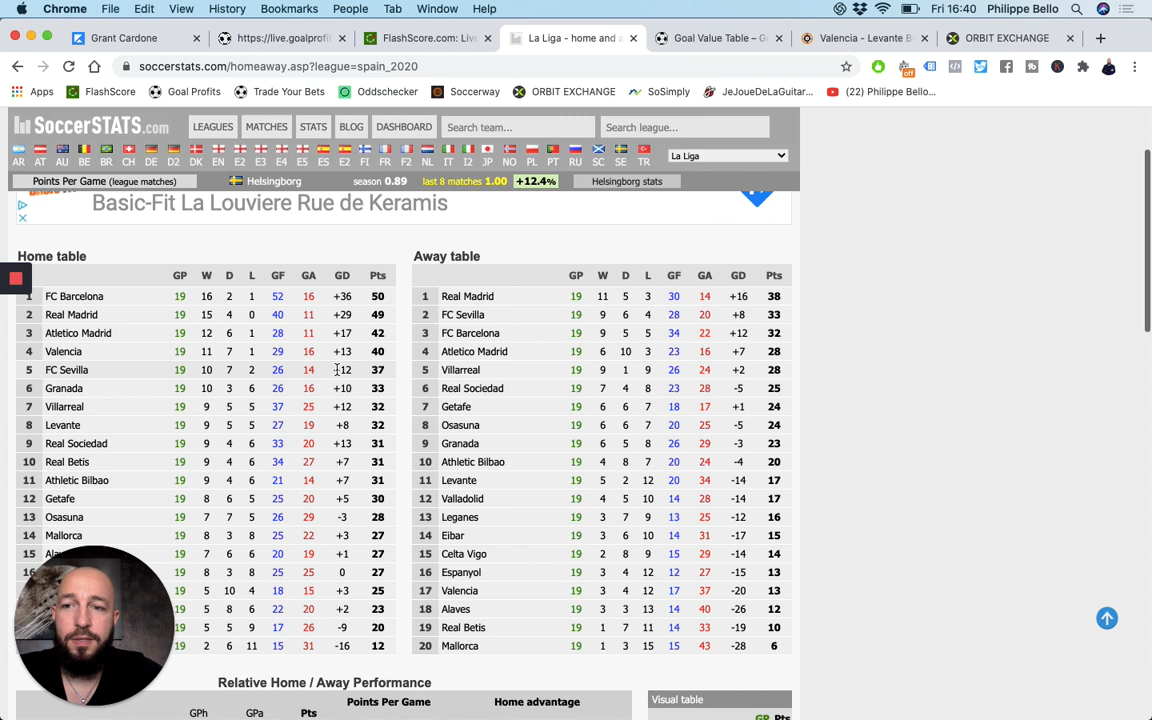 Chrome File Edit View History Bookmarks People Tab Window Help Fri 16:40 Philippe Bello
Grant Cardone https://live.goalprofit FlashScore.com: Live La Liga - home and a Goal Value Table – G Valencia - Levante B ORBIT EXCHANGE
soccerstats.com/homeaway.asp?league=spain_2020 off
Apps FlashScore Goal Profits Trade Your Bets Oddschecker Soccerway ORBIT EXCHANGE SoSimply JeJoueDeLaGuitar... (22) Philippe Bello...
SoccerSTATS.com LEAGUES MATCHES STATS BLOG DASHBOARD Search team... Search league...
AR AT AU BE BR CH DE D2 DK EN E2 E3 E4 ES ES E2 FI FR F2 NL IT I2 JP NO PL PT RU SC SE TR La Liga
Points Per Game (league matches) Helsingborg season 0.89 last 8 matches 1.00 +12.4% Helsingborg stats
Basic-Fit La Louviere Rue de Keramis
Home table Away table
GP W D L GF GA GD Pts GP W D L GF GA GD Pts
1 FC Barcelona 19 16 2 1 52 16 +36 50 1 Real Madrid 19 11 5 3 30 14 +16 38
2 Real Madrid 19 15 4 0 40 11 +29 49 2 FC Sevilla 19 9 6 4 28 20 +8 33
3 Atletico Madrid 19 12 6 1 28 11 +17 42 3 FC Barcelona 19 9 5 5 34 22 +12 32
4 Valencia 19 11 7 1 29 16 +13 40 4 Atletico Madrid 19 6 10 3 23 16 +7 28
5 FC Sevilla 19 10 7 2 26 14 +12 37 5 Villarreal 19 9 1 9 26 24 +2 28
6 Granada 19 10 3 6 26 16 +10 33 6 Real Sociedad 19 7 4 8 23 28 -5 25
7 Villarreal 19 9 5 5 37 25 +12 32 7 Getafe 19 6 6 7 18 17 +1 24
8 Levante 19 9 5 5 27 19 +8 32 8 Osasuna 19 6 6 7 20 25 -5 24
9 Real Sociedad 19 9 4 6 33 20 +13 31 9 Granada 19 6 5 8 26 29 -3 23
10 Real Betis 19 9 4 6 34 27 +7 31 10 Athletic Bilbao 19 4 8 7 20 24 -4 20
11 Athletic Bilbao 19 9 4 6 21 14 +7 31 11 Levante 19 5 2 12 20 34 -14 17
12 Getafe 19 8 6 5 25 20 +5 30 12 Valladolid 19 4 5 10 14 28 -14 17
13 Osasuna 19 7 7 5 26 29 -3 28 13 Leganes 19 3 7 9 13 25 -12 16
14 Mallorca 19 8 3 8 25 22 +3 27 14 Eibar 19 3 6 10 14 31 -17 15
15 19 7 6 6 20 19 +1 27 15 Celta Vigo 19 2 8 9 15 29 -14 14
19 8 3 8 25 25 0 27 16 Espanyol 19 3 4 12 12 27 -15 13
19 5 10 4 18 15 +3 25 17 Valencia 19 3 4 12 17 37 -20 13
19 5 8 6 22 20 +2 23 18 Alaves 19 3 3 13 14 40 -26 12
19 5 5 9 17 26 -9 20 19 Real Betis 19 1 7 11 14 33 -19 10
19 2 6 11 15 31 -16 12 20 Mallorca 19 1 3 15 15 43 -28 6
Relative Home / Away Performance
Points Per Game Home advantage Visual table
GPh GPa Pts GP Pts